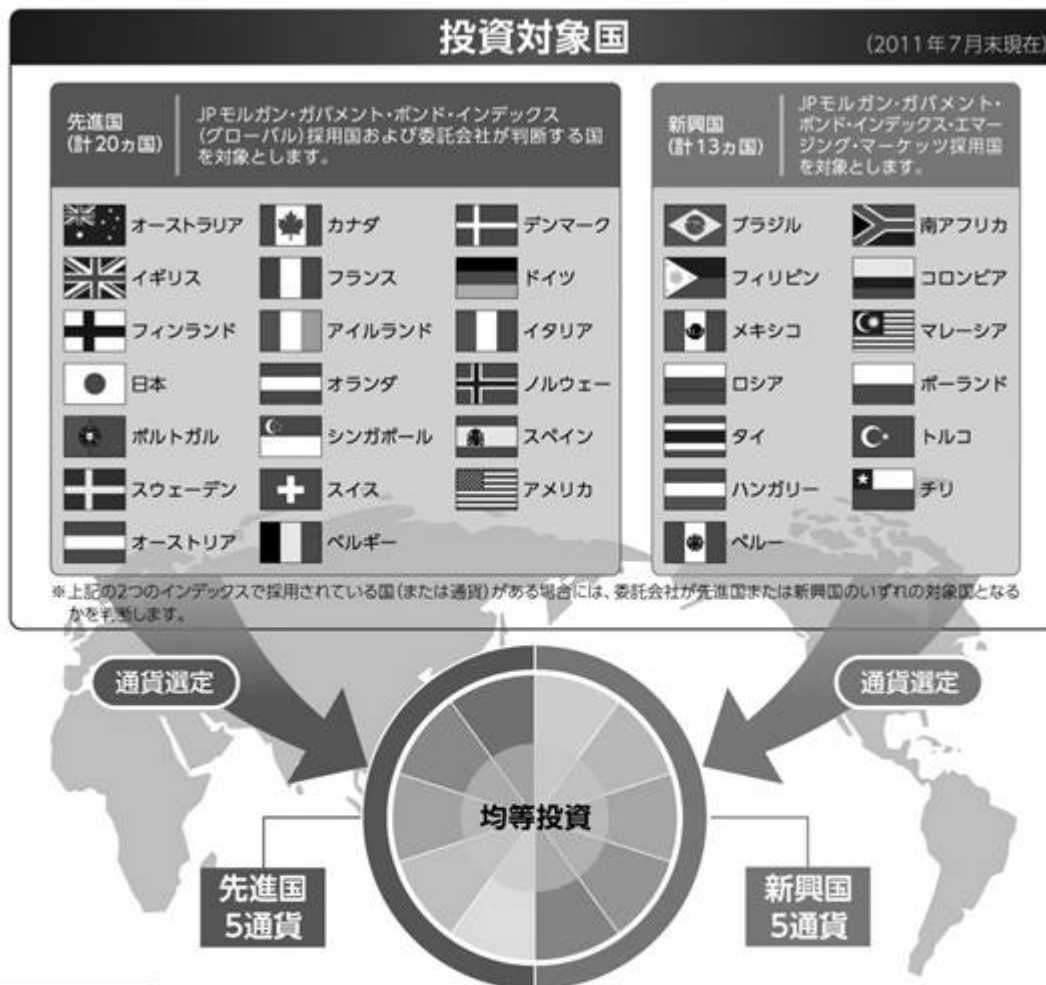 投資対象国
(2011年7月末現在)
先進国
(計20ヵ国)
JPモルガン・ガバメント・ボンド・インデックス
(グローバル)採用国および委託会社が判断する国
を対象とします。
オーストラリア カナダ デンマーク
イギリス フランス ドイツ
フィンランド アイルランド イタリア
日本 オランダ ノルウェー
ポルトガル シンガポール スペイン
スウェーデン スイス アメリカ
オーストリア ベルギー
新興国
(計13ヵ国)
JPモルガン・ガバメント・
ボンド・インデックス・エマー
ジング・マーケッツ採用国
を対象とします。
ブラジル 南アフリカ
フィリピン コロンビア
メキシコ マレーシア
ロシア ポーランド
タイ トルコ
ハンガリー チリ
ペルー
※上記の2つのインデックスで採用されている国(または通貨)がある場合には、委託会社が先進国または新興国のいずれの対象国となる
かを判断します。
通貨選定
通貨選定
均等投資
先進国
5通貨
新興国
5通貨